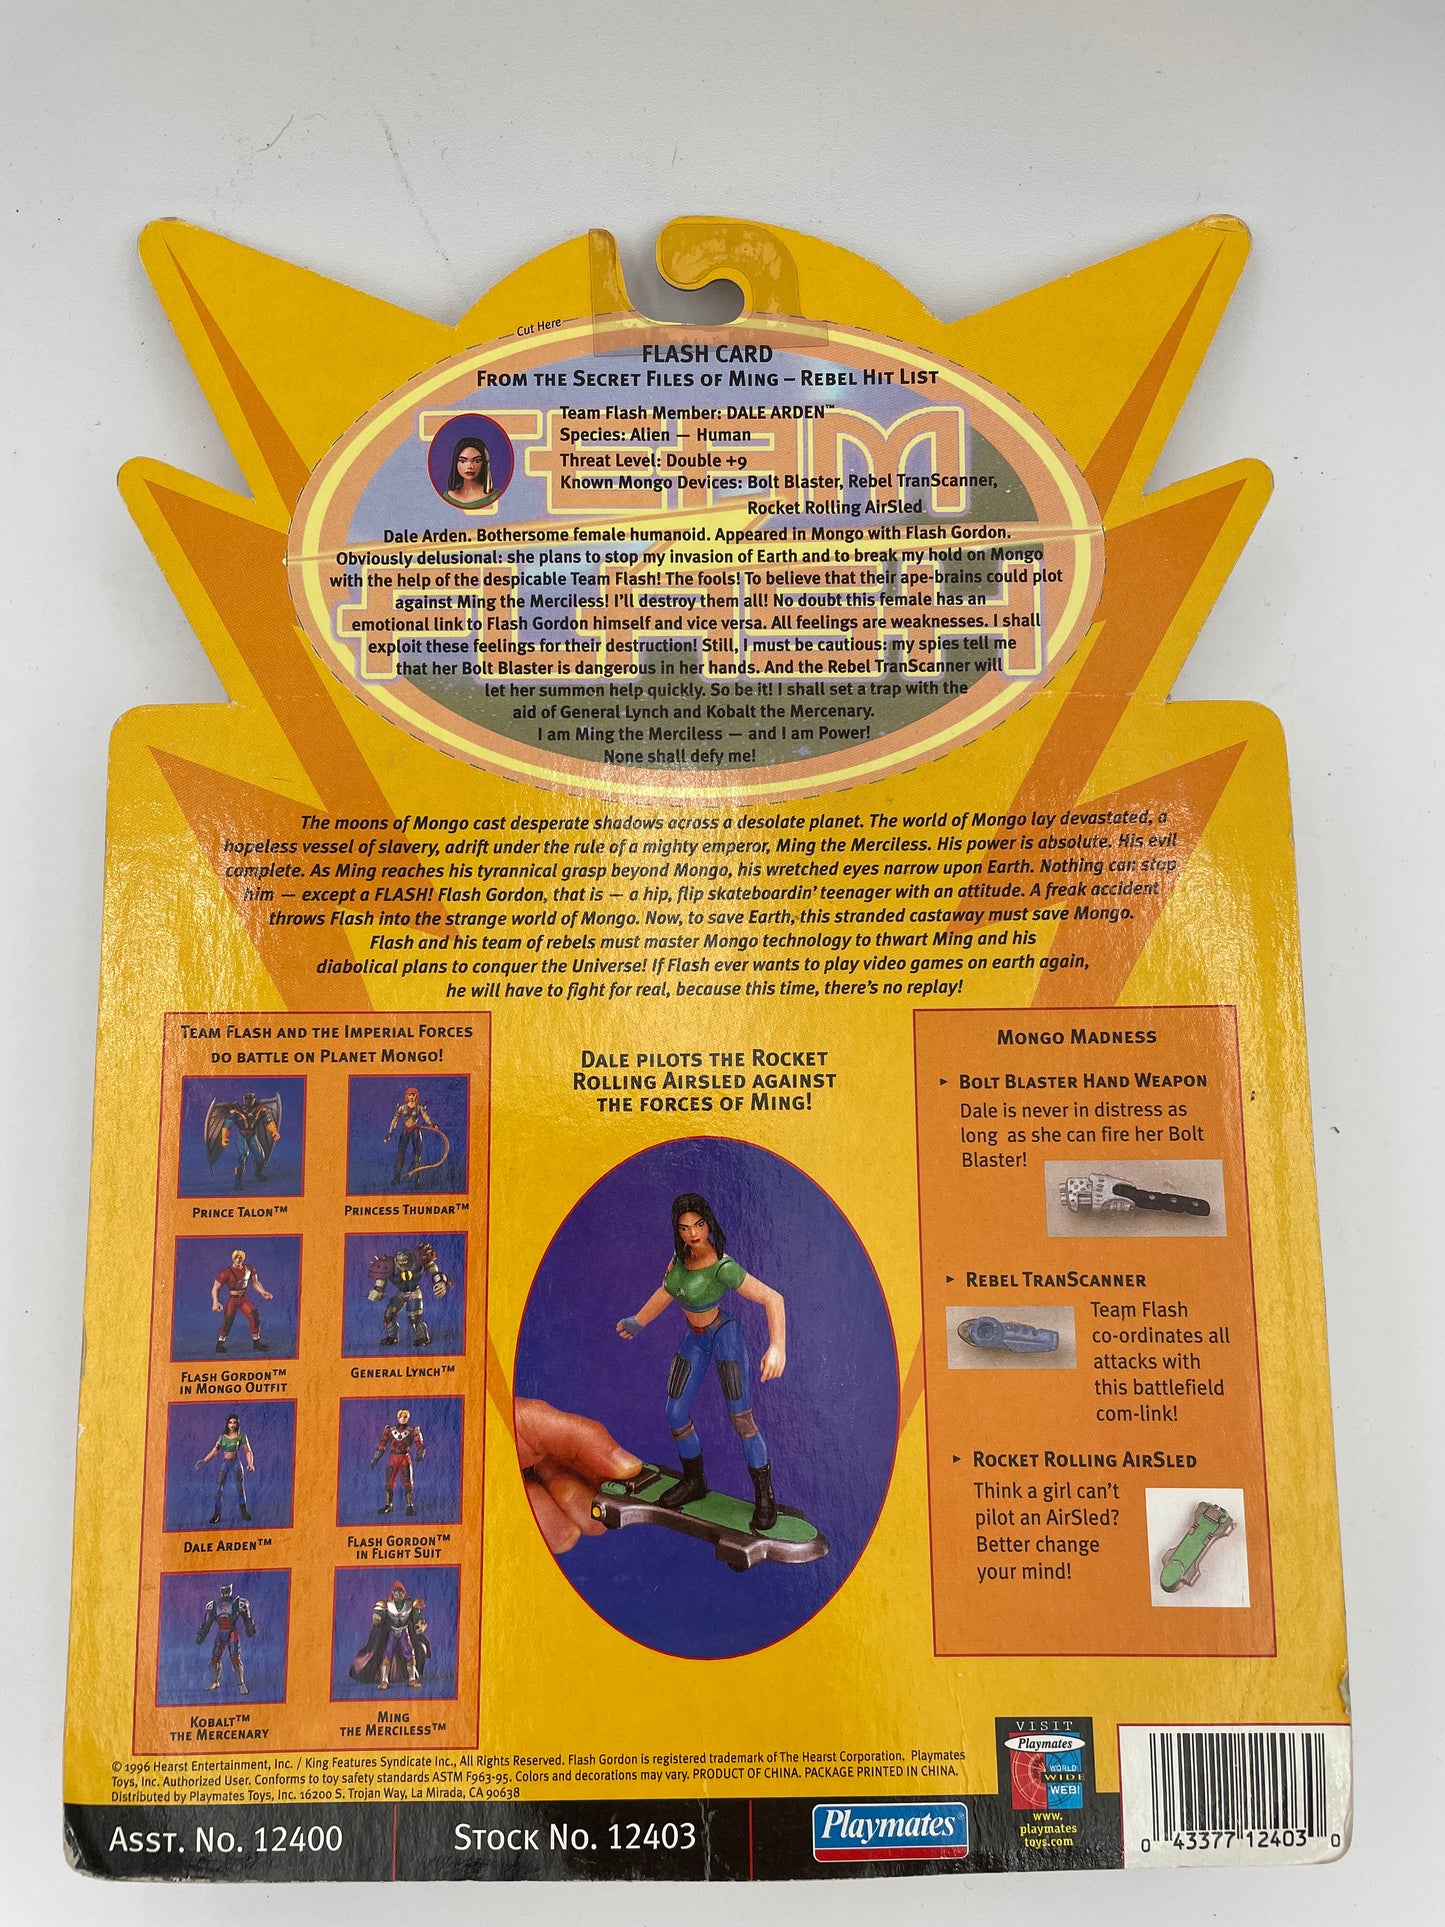 Cut Here
FLASH CARD
FROM THE SECRET FILES OF MING – REBEL HIT LIST
TEAM FLASH
Team Flash Member: DALE ARDEN™
Species: Alien — Human
Threat Level: Double +9
Known Mongo Devices: Bolt Blaster, Rebel TranScanner,
Rocket Rolling AirSled
Dale Arden. Bothersome female humanoid. Appeared in Mongo with Flash Gordon.
Obviously delusional: she plans to stop my invasion of Earth and to break my hold on Mongo
with the help of the despicable Team Flash! The fools! To believe that their ape-brains could plot
against Ming the Merciless! I'll destroy them all! No doubt this female has an
emotional link to Flash Gordon himself and vice versa. All feelings are weaknesses. I shall
exploit these feelings for their destruction! Still, I must be cautious: my spies tell me
that her Bolt Blaster is dangerous in her hands. And the Rebel TranScanner will
let her summon help quickly. So be it! I shall set a trap with the
aid of General Lynch and Kobalt the Mercenary.
I am Ming the Merciless — and I am Power!
None shall defy me!
The moons of Mongo cast desperate shadows across a desolate planet. The world of Mongo lay devastated, a
hopeless vessel of slavery, adrift under the rule of a mighty emperor, Ming the Merciless. His power is absolute. His evil
complete. As Ming reaches his tyrannical grasp beyond Mongo, his wretched eyes narrow upon Earth. Nothing can stop
him — except a FLASH! Flash Gordon, that is — a hip, flip skateboardin' teenager with an attitude. A freak accident
throws Flash into the strange world of Mongo. Now, to save Earth, this stranded castaway must save Mongo.
Flash and his team of rebels must master Mongo technology to thwart Ming and his
diabolical plans to conquer the Universe! If Flash ever wants to play video games on earth again,
he will have to fight for real, because this time, there's no replay!
TEAM FLASH AND THE IMPERIAL FORCES
DO BATTLE ON PLANET MONGO!
PRINCE TALON™
PRINCESS THUNDAR™
FLASH GORDON™
IN MONGO OUTFIT
GENERAL LYNCH™
DALE ARDEN™
FLASH GORDON™
IN FLIGHT SUIT
KOBALT™
THE MERCENARY
MING
THE MERCILESS™
DALE PILOTS THE ROCKET
ROLLING AIRSLED AGAINST
THE FORCES OF MING!
MONGO MADNESS
► BOLT BLASTER HAND WEAPON
Dale is never in distress as
long as she can fire her Bolt
Blaster!
► REBEL TRANSCANNER
Team Flash
co-ordinates all
attacks with
this battlefield
com-link!
► ROCKET ROLLING AIRSLED
Think a girl can't
pilot an AirSled?
Better change
your mind!
© 1996 Hearst Entertainment, Inc. / King Features Syndicate Inc., All Rights Reserved. Flash Gordon is registered trademark of The Hearst Corporation. Playmates
Toys, Inc. Authorized User. Conforms to toy safety standards ASTM F963-95. Colors and decorations may vary. PRODUCT OF CHINA. PACKAGE PRINTED IN CHINA.
Distributed by Playmates Toys, Inc. 16200 S. Trojan Way, La Mirada, CA 90638
ASST. NO. 12400
STOCK NO. 12403
Playmates®
VISIT
Playmates
WORLD
WIDE
WEB!
www.
playmates
toys.com
0 43377 12403 0